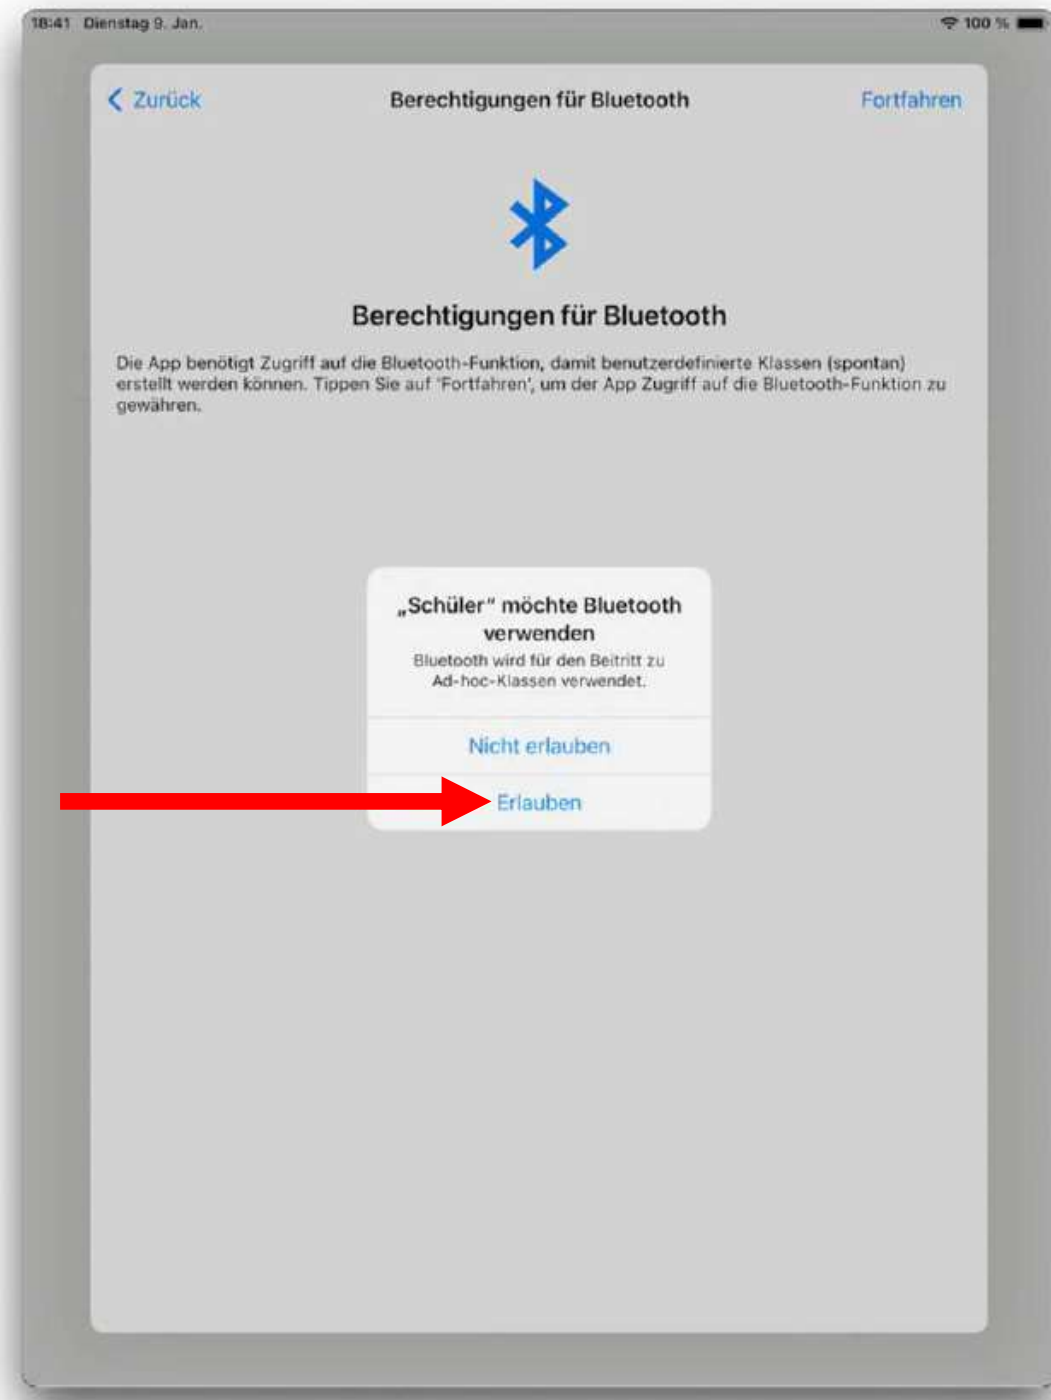 18:41 Dienstag 9. Jan.
100 %
Zurück
Berechtigungen für Bluetooth
Fortfahren
Berechtigungen für Bluetooth
Die App benötigt Zugriff auf die Bluetooth-Funktion, damit benutzerdefinierte Klassen (spontan)
erstellt werden können. Tippen Sie auf 'Fortfahren', um der App Zugriff auf die Bluetooth-Funktion zu
gewähren.
„Schüler“ möchte Bluetooth
verwenden
Bluetooth wird für den Beitritt zu
Ad-hoc-Klassen verwendet.
Nicht erlauben
Erlauben